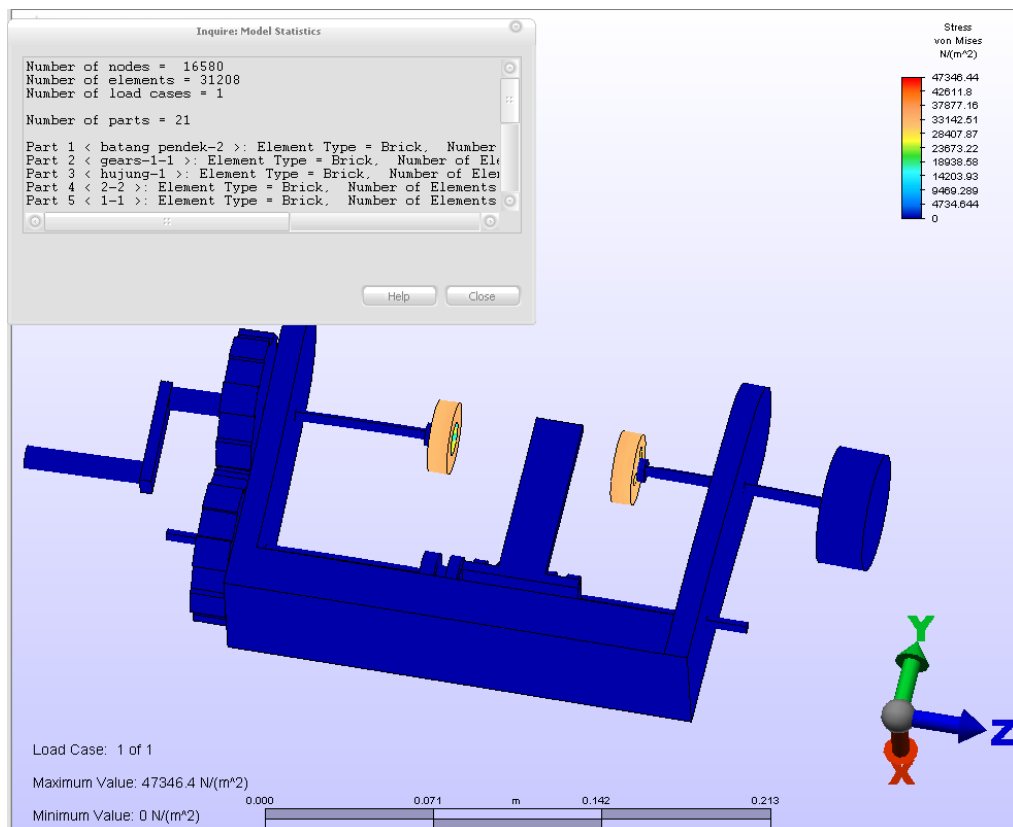 Inquire: Model Statistics
Number of nodes = 16580
Number of elements = 31208
Number of load cases = 1
Number of parts = 21
Part 1 < batang pendek-2 >: Element Type = Brick, Number
Part 2 < gears-1-1 >: Element Type = Brick, Number of Ele
Part 3 < hujung-1 >: Element Type = Brick, Number of Elem
Part 4 < 2-2 >: Element Type = Brick, Number of Elements
Part 5 < 1-1 >: Element Type = Brick, Number of Elements
Help
Close
Stress
von Mises
N/(m^2)
47346.44
42611.8
37877.16
33142.51
28407.87
23673.22
18938.58
14203.93
9469.289
4734.644
0
Y
Z
X
Load Case: 1 of 1
Maximum Value: 47346.4 N/(m^2)
Minimum Value: 0 N/(m^2)
0.000 0.071 m 0.142 0.213